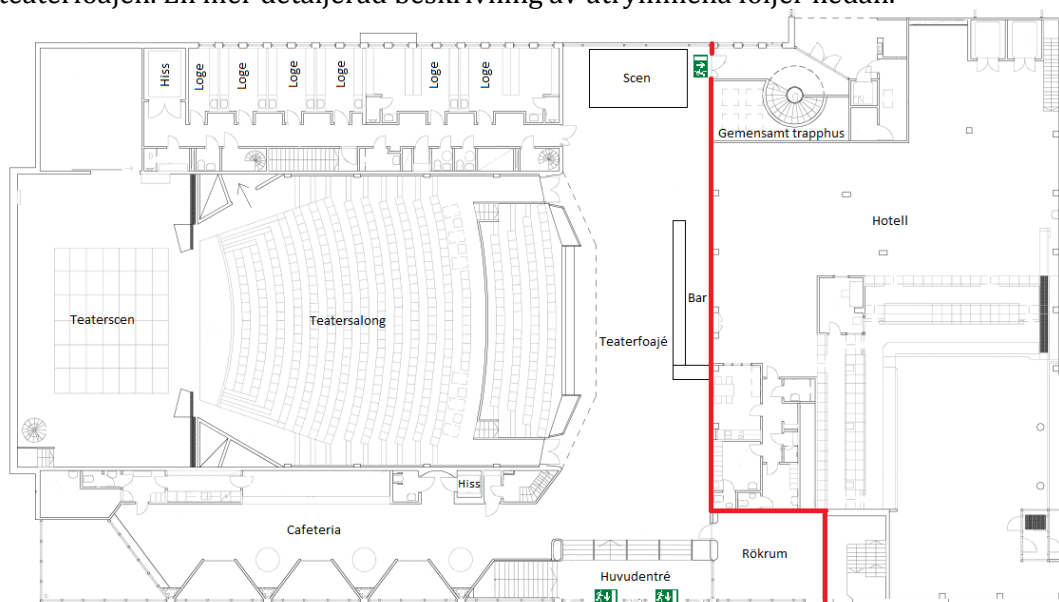 teaterfoajén. En mer detaljerad beskrivning av utrymmena följer nedan.
Hiss
Loge
Loge
Loge
Loge
Loge
Loge
Scen
Gemensamt trapphus
Hotell
Bar
Teaterscen
Teatersalong
Teaterfoajé
Hiss
Cafeteria
Rökrum
Huvudentré